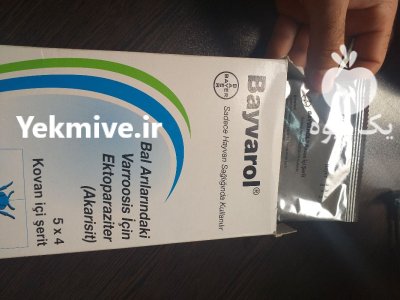 Bayvarol®
Sadece Hayvan Sağlığında Kullanılır
BAYER
BAYER
Bal Arılarındaki
Varroosis İçin
Ektoparaziter
(Akarisit)
5 x 4
Kovan içi şerit
Yekmive.ir